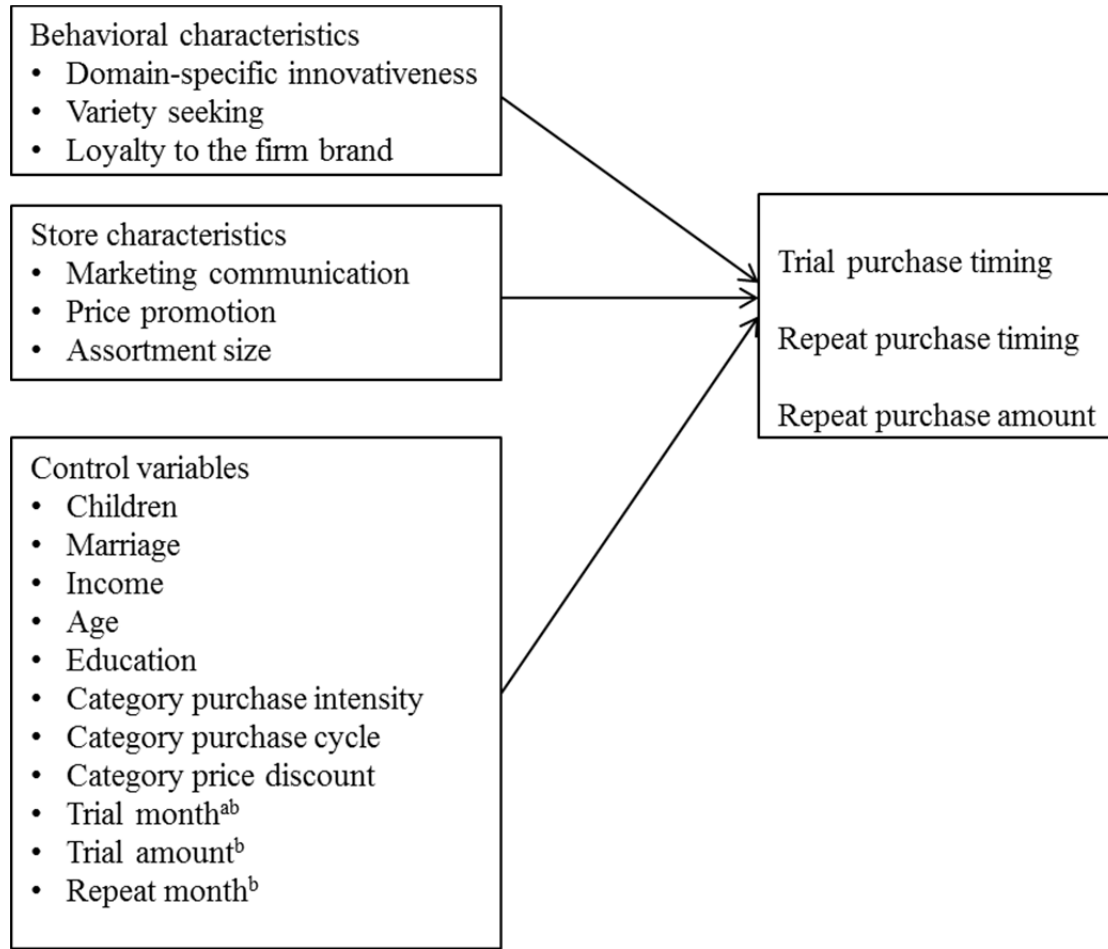 Behavioral characteristics
• Domain-specific innovativeness
• Variety seeking
• Loyalty to the firm brand
Store characteristics
• Marketing communication
• Price promotion
• Assortment size
Control variables
• Children
• Marriage
• Income
• Age
• Education
• Category purchase intensity
• Category purchase cycle
• Category price discount
• Trial monthᵃᵇ
• Trial amountᵇ
• Repeat monthᵇ
Trial purchase timing
Repeat purchase timing
Repeat purchase amount